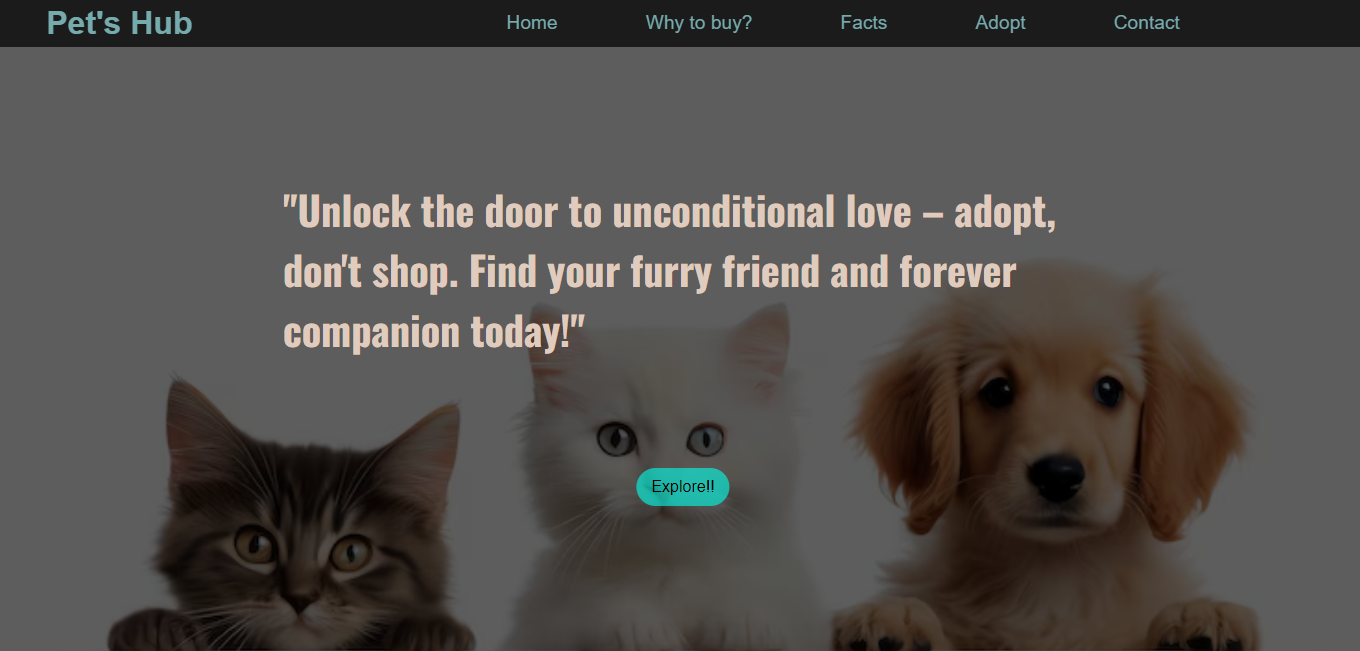 Pet's Hub
Home
Why to buy?
Facts
Adopt
Contact
"Unlock the door to unconditional love – adopt,
don't shop. Find your furry friend and forever
companion today!"
Explore!!